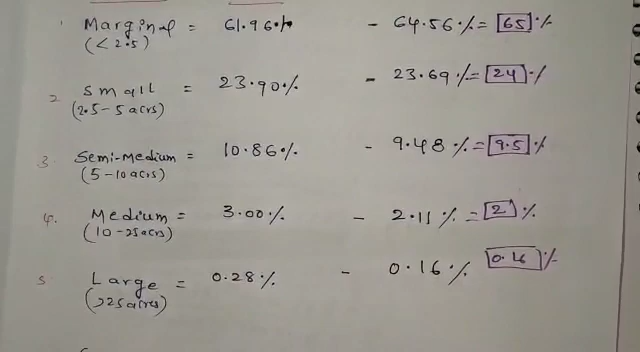 1 Marginal = 61.96% - 64.56% = 65 %
(< 2.5)
2 Small = 23.90% - 23.69% = 24 %
(2.5-5 acrs)
3 Semi-Medium = 10.86% - 9.48% = 9.5 %
(5-10 acrs)
4. Medium = 3.00% - 2.11% = 2 %
(10-25 acrs)
5 Large = 0.28% - 0.16% 0.16 %
(>25 acres)